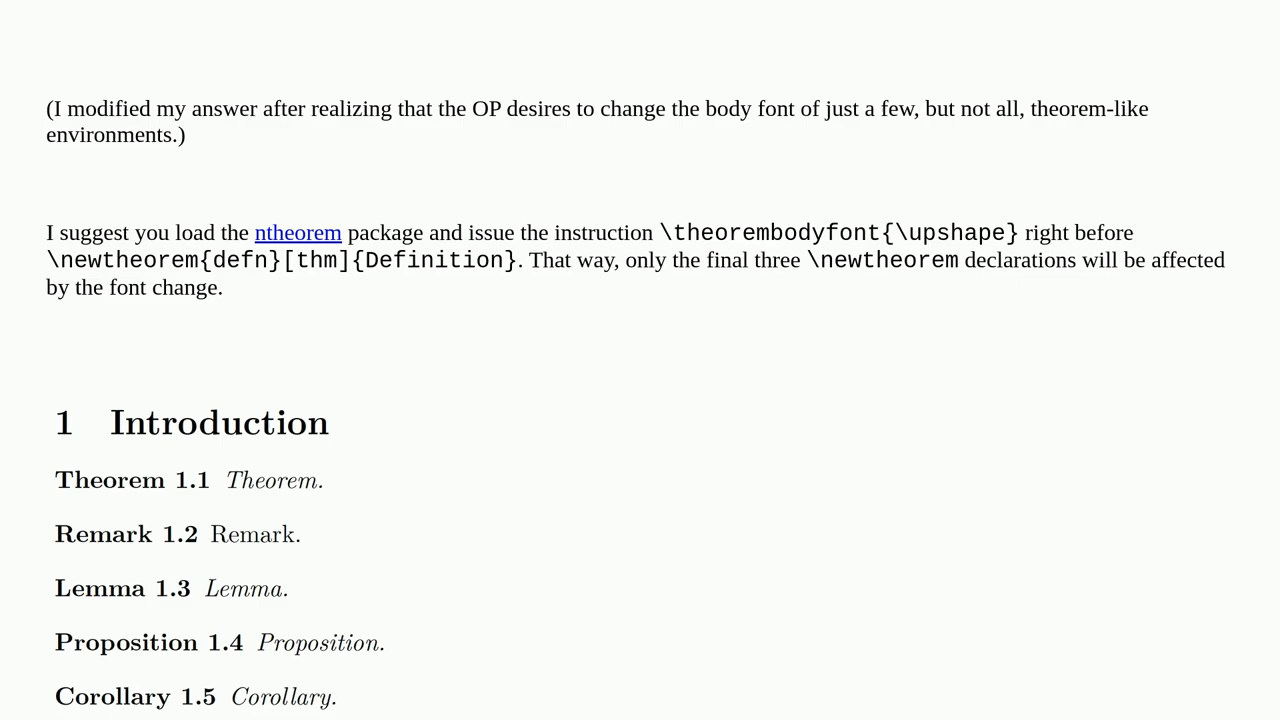 (I modified my answer after realizing that the OP desires to change the body font of just a few, but not all, theorem-like
environments.)
I suggest you load the ntheorem package and issue the instruction \theorembodyfont{\upshape} right before
\newtheorem{defn}[thm]{Definition}. That way, only the final three \newtheorem declarations will be affected
by the font change.
1 Introduction
Theorem 1.1 Theorem.
Remark 1.2 Remark.
Lemma 1.3 Lemma.
Proposition 1.4 Proposition.
Corollary 1.5 Corollary.